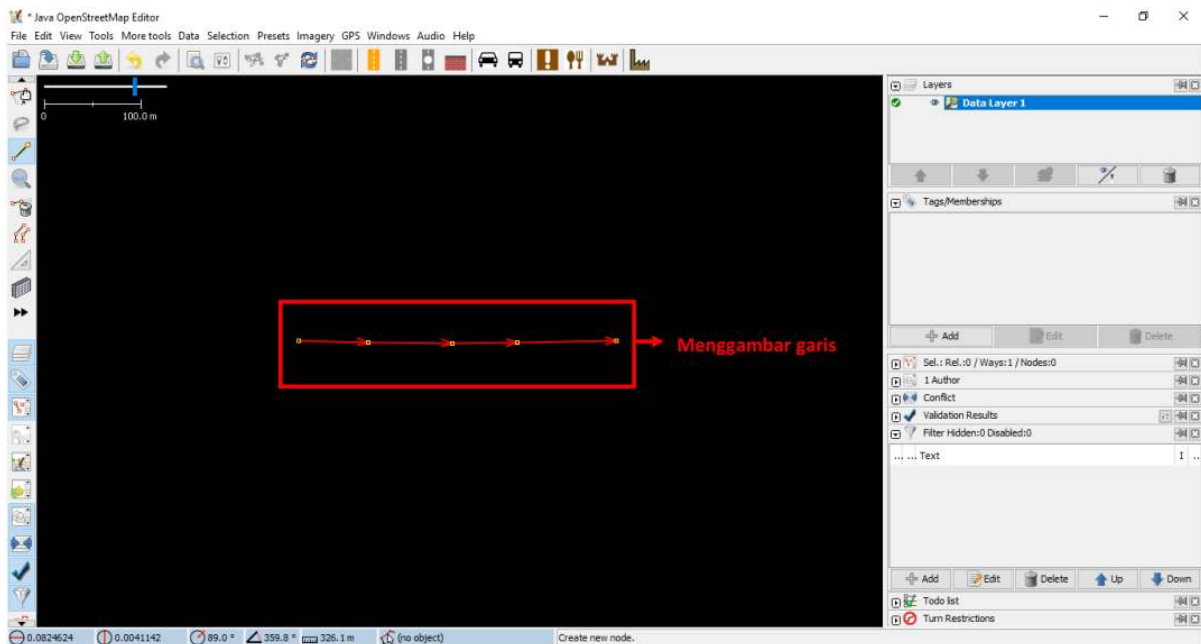 * Java OpenStreetMap Editor
File Edit View Tools More tools Data Selection Presets Imagery GPS Windows Audio Help
0 100.0 m
Menggambar garis
Layers
Data Layer 1
Tags/Memberships
Add Edit Delete
Sel.: Rel.:0 / Ways:1 / Nodes:0
1 Author
Conflict
Validation Results
Filter Hidden:0 Disabled:0
... ... Text I ..
Add Edit Delete Up Down
Todo list
Turn Restrictions
0.0824624 0.0041142 89.0 ° 359.8 ° 326.1 m (no object) Create new node.